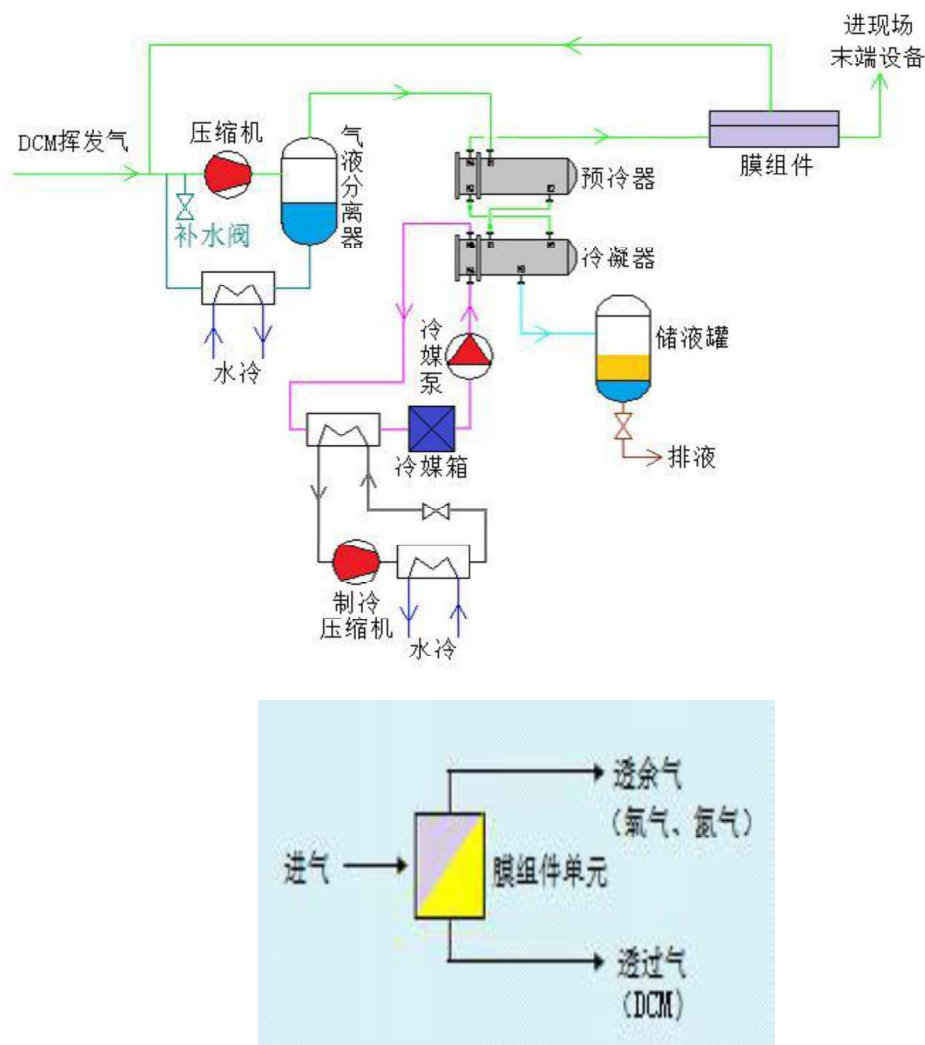 进现场
末端设备
DCM挥发气
压缩机
气液分离器
预冷器
膜组件
补水阀
冷凝器
水冷
冷媒泵
储液罐
冷媒箱
排液
制冷
压缩机
水冷
透余气
(氧气、氮气)
进气
膜组件单元
透过气
(DCM)